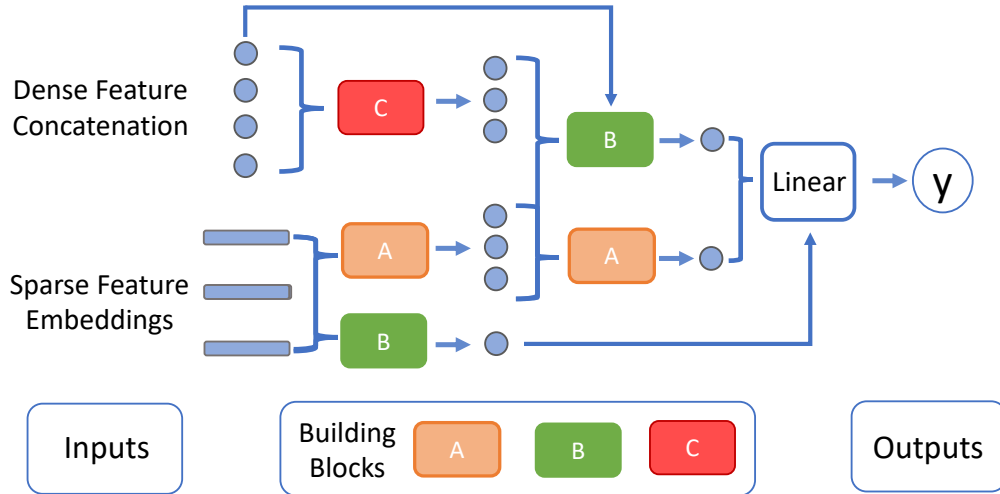 Dense Feature
Concatenation
C
B
Linear
y
A
A
Sparse Feature
Embeddings
B
Inputs
Building
Blocks
A
B
C
Outputs